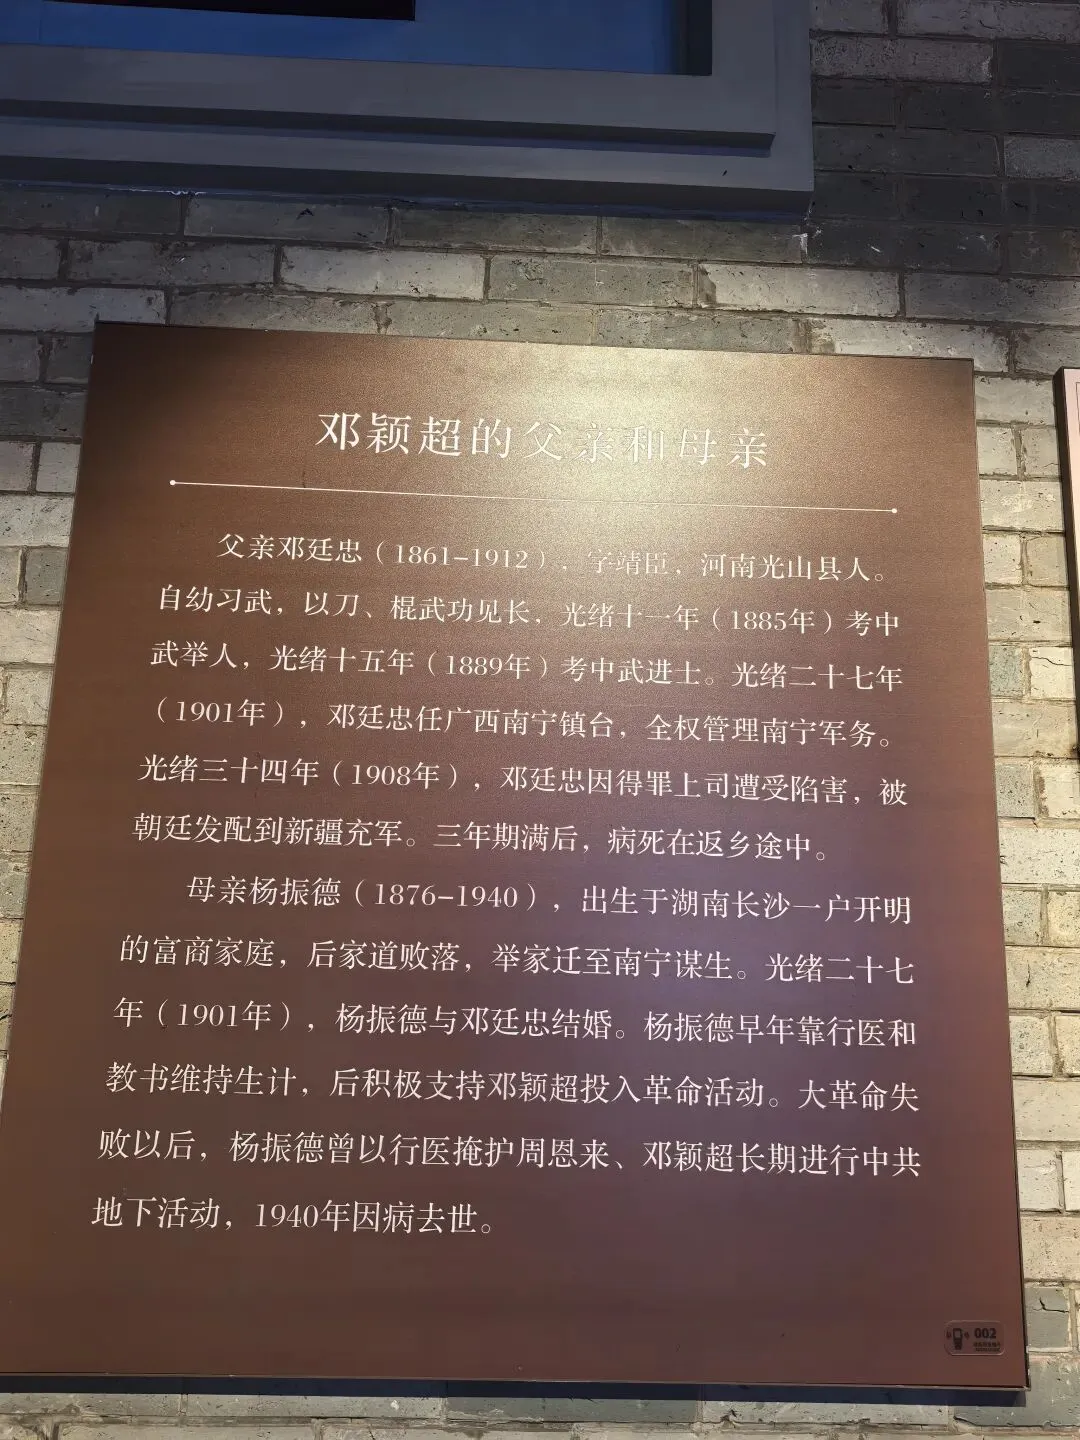 邓颖超的父亲和母亲
父亲邓廷忠（1861-1912），字靖臣，河南光山县人。
自幼习武，以刀、棍武功见长，光绪十一年（1885年）考中
武举人，光绪十五年（1889年）考中武进士。光绪二十七年
（1901年），邓廷忠任广西南宁镇台，全权管理南宁军务。
光绪三十四年（1908年），邓廷忠因得罪上司遭受陷害，被
朝廷发配到新疆充军。三年期满后，病死在返乡途中。
母亲杨振德（1876-1940），出生于湖南长沙一户开明
的富商家庭，后家道败落，举家迁至南宁谋生。光绪二十七
年（1901年），杨振德与邓廷忠结婚。杨振德早年靠行医和
教书维持生计，后积极支持邓颖超投入革命活动。大革命失
败以后，杨振德曾以行医掩护周恩来、邓颖超长期进行中共
地下活动，1940年因病去世。
002